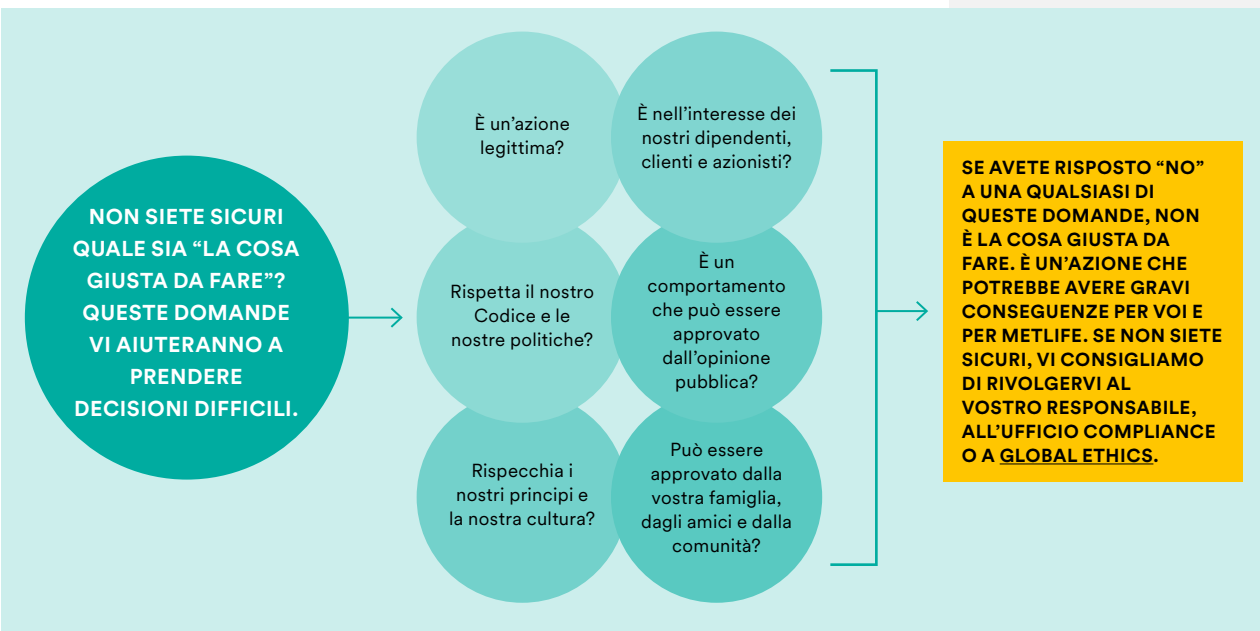 NON SIETE SICURI
QUALE SIA “LA COSA
GIUSTA DA FARE”?
QUESTE DOMANDE
VI AIUTERANNO A
PRENDERE
DECISIONI DIFFICILI.
È un’azione
legittima?
È nell’interesse dei
nostri dipendenti,
clienti e azionisti?
Rispetta il nostro
Codice e le
nostre politiche?
È un
comportamento
che può essere
approvato
dall’opinione
pubblica?
Rispecchia i
nostri principi e
la nostra cultura?
Può essere
approvato dalla
vostra famiglia,
dagli amici e dalla
comunità?
SE AVETE RISPOSTO “NO”
A UNA QUALSIASI DI
QUESTE DOMANDE, NON
È LA COSA GIUSTA DA
FARE. È UN’AZIONE CHE
POTREBBE AVERE GRAVI
CONSEGUENZE PER VOI E
PER METLIFE. SE NON SIETE
SICURI, VI CONSIGLIAMO
DI RIVOLGERVI AL
VOSTRO RESPONSABILE,
ALL’UFFICIO COMPLIANCE
O A GLOBAL ETHICS.